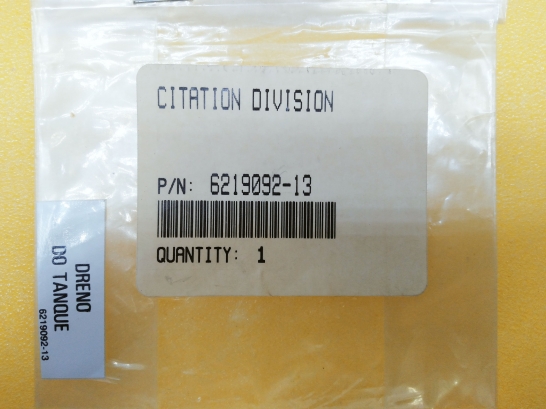 CITATION DIVISION
P/N: 6219092-13
QUANTITY: 1
DRENO
DO TANQUE
6219092-13